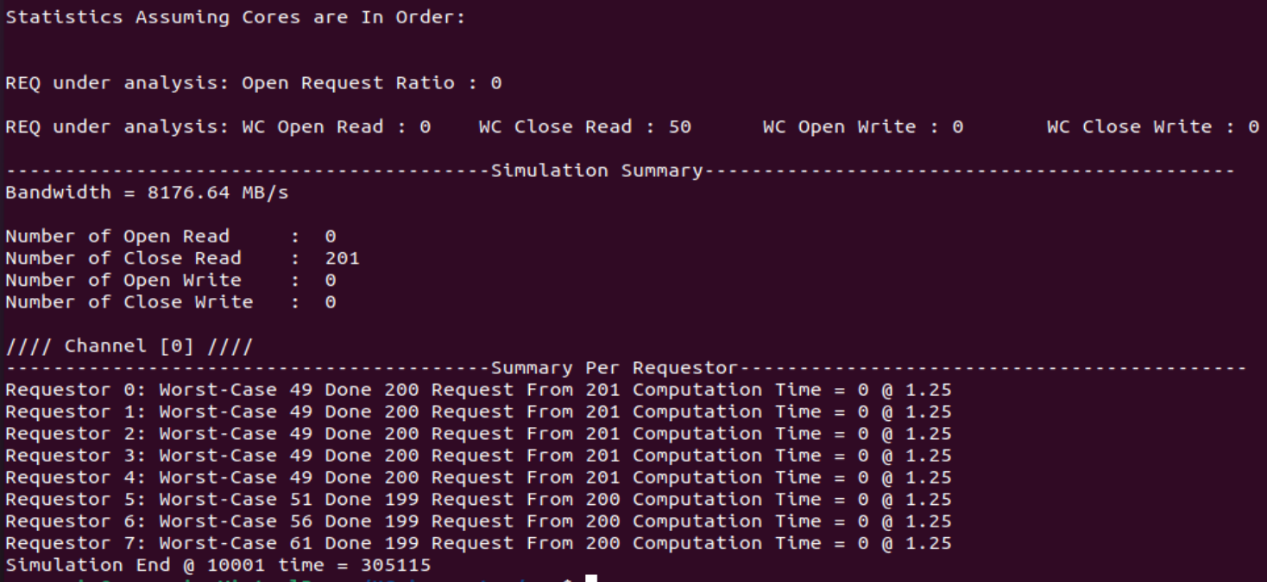 Statistics Assuming Cores are In Order:
REQ under analysis: Open Request Ratio : 0
REQ under analysis: WC Open Read : 0    WC Close Read : 50      WC Open Write : 0       WC Close Write : 0
-----------------------------------------Simulation Summary---------------------------------------------
Bandwidth = 8176.64 MB/s
Number of Open Read     :  0
Number of Close Read    :  201
Number of Open Write    :  0
Number of Close Write   :  0
//// Channel [0] ////
-----------------------------------------Summary Per Requestor-------------------------------------------
Requestor 0: Worst-Case 49 Done 200 Request From 201 Computation Time = 0 @ 1.25
Requestor 1: Worst-Case 49 Done 200 Request From 201 Computation Time = 0 @ 1.25
Requestor 2: Worst-Case 49 Done 200 Request From 201 Computation Time = 0 @ 1.25
Requestor 3: Worst-Case 49 Done 200 Request From 201 Computation Time = 0 @ 1.25
Requestor 4: Worst-Case 49 Done 200 Request From 201 Computation Time = 0 @ 1.25
Requestor 5: Worst-Case 51 Done 199 Request From 200 Computation Time = 0 @ 1.25
Requestor 6: Worst-Case 56 Done 199 Request From 200 Computation Time = 0 @ 1.25
Requestor 7: Worst-Case 61 Done 199 Request From 200 Computation Time = 0 @ 1.25
Simulation End @ 10001 time = 305115